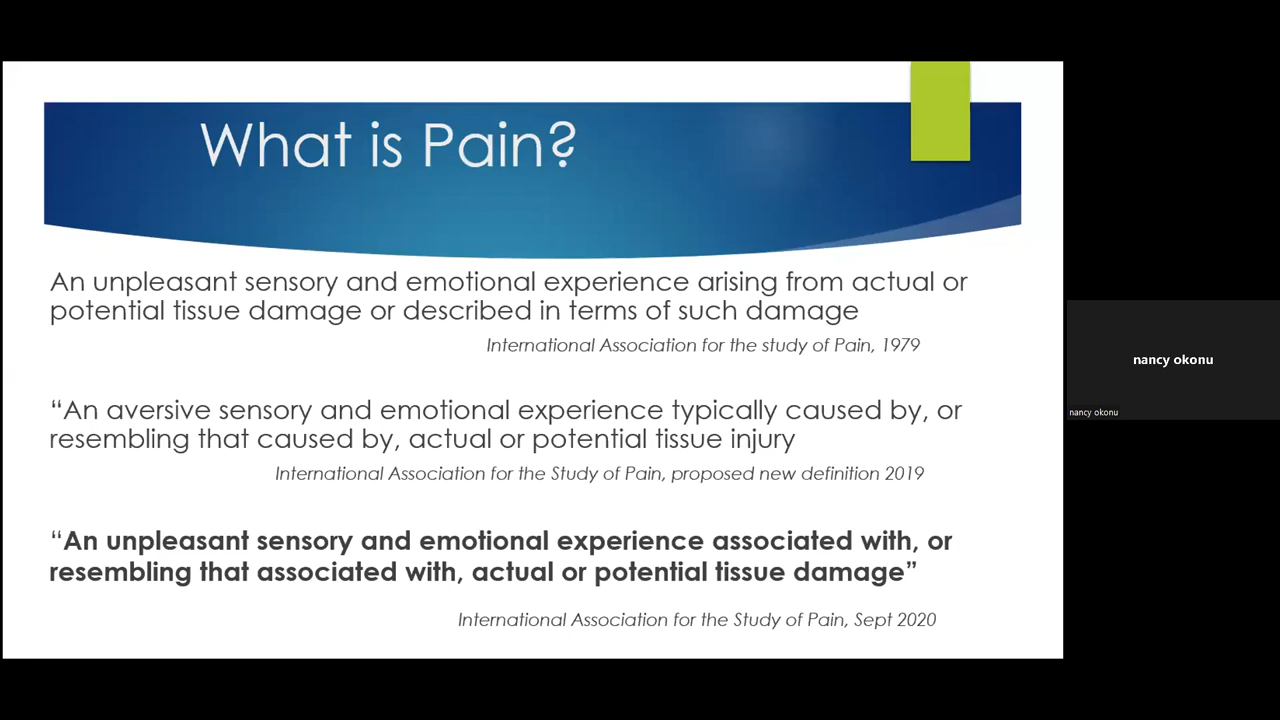 What is Pain?
An unpleasant sensory and emotional experience arising from actual or
potential tissue damage or described in terms of such damage
International Association for the study of Pain, 1979
“An aversive sensory and emotional experience typically caused by, or
resembling that caused by, actual or potential tissue injury
International Association for the Study of Pain, proposed new definition 2019
“An unpleasant sensory and emotional experience associated with, or
resembling that associated with, actual or potential tissue damage”
International Association for the Study of Pain, Sept 2020
nancy okonu
nancy okonu